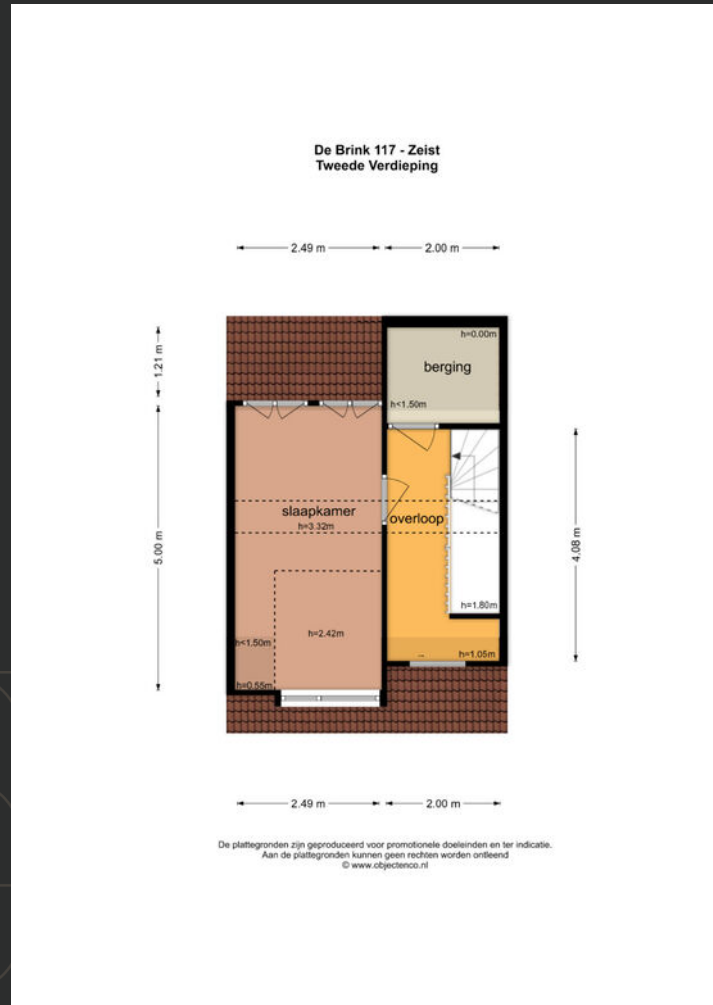 De Brink 117 - Zeist
Tweede Verdieping
2.49 m
2.00 m
1.21 m
h=0.00m
berging
h<1.50m
slaapkamer
h=3.32m
overloop
5.00 m
4.08 m
h=1.80m
h=2.42m
h<1.50m
h=1.05m
h=0.55m
2.49 m
2.00 m
De plattegronden zijn geproduceerd voor promotionele doeleinden en ter indicatie.
Aan de plattegronden kunnen geen rechten worden ontleend
© www.objectenco.nl